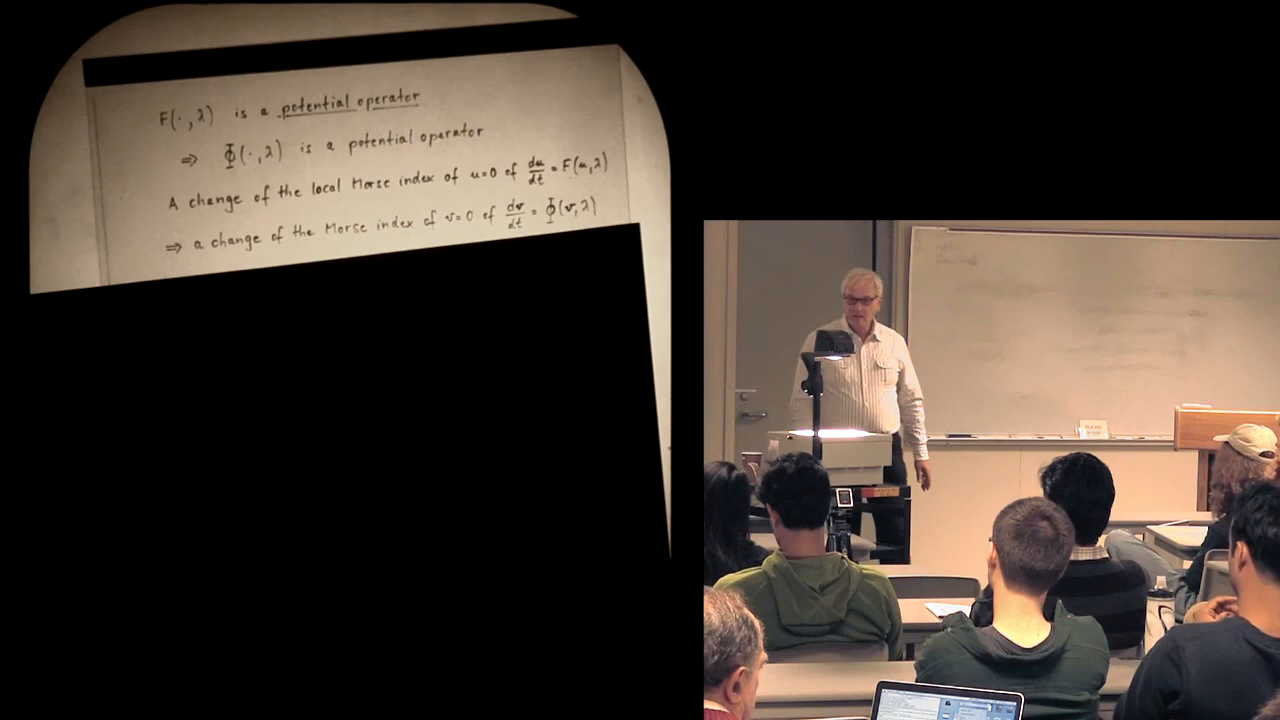 F(·,λ) is a potential operator
⇒ Φ(·,λ) is a potential operator
A change of the local Morse index of u=0 of du/dt = F(u,λ)
⇒ a change of the Morse index of v=0 of dv/dt = Φ(v,λ)